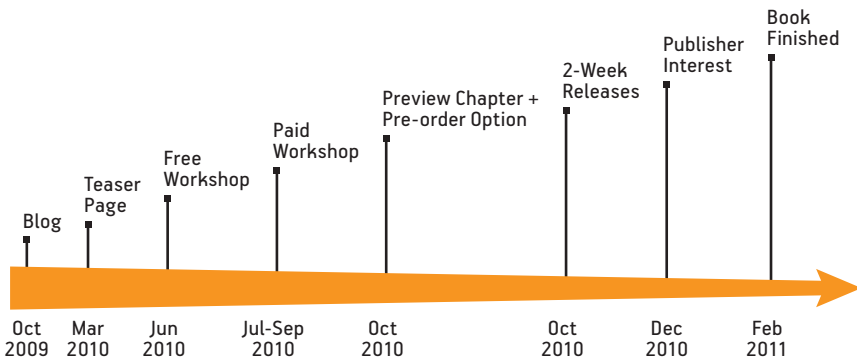 Blog
Teaser
Page
Free
Workshop
Paid
Workshop
Preview Chapter +
Pre-order Option
2-Week
Releases
Publisher
Interest
Book
Finished
Oct
2009
Mar
2010
Jun
2010
Jul-Sep
2010
Oct
2010
Oct
2010
Dec
2010
Feb
2011